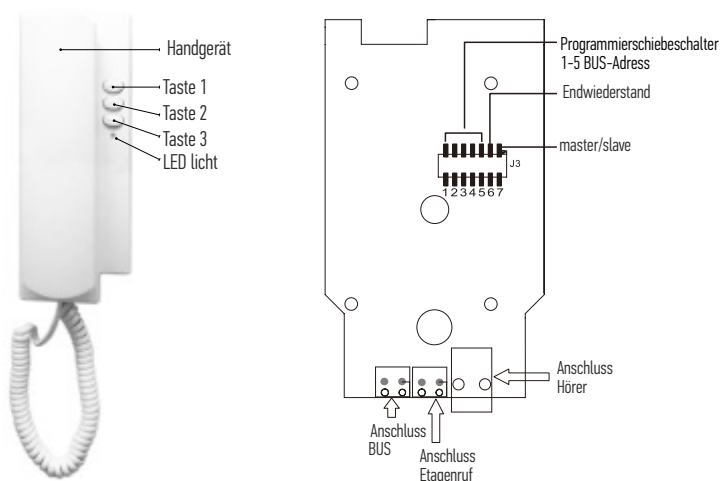 Handgerät
Taste 1
Taste 2
Taste 3
LED licht
Programmierschiebeschalter
1-5 BUS-Adress
Endwiederstand
master/slave
J3
1234567
Anschluss
Hörer
Anschluss
BUS
Anschluss
Etagenruf